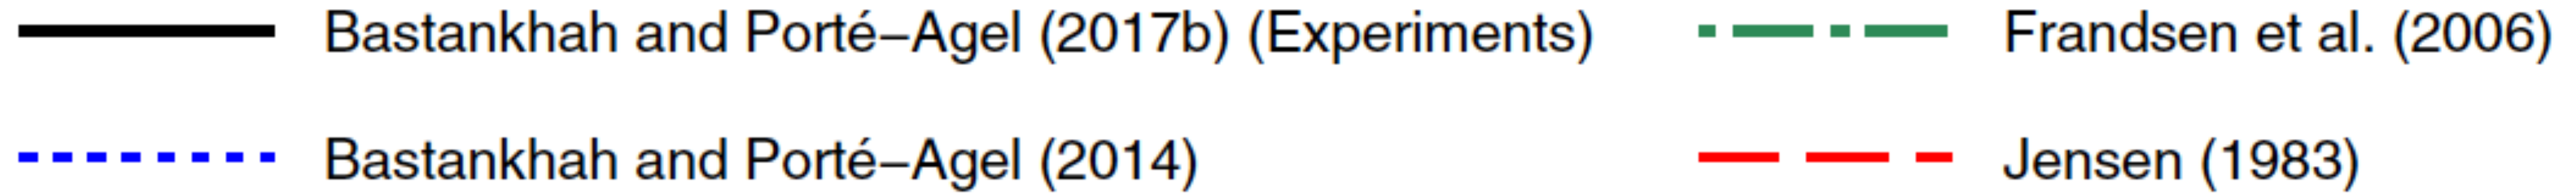 Bastankhah and Porté–Agel (2017b) (Experiments)
Frandsen et al. (2006)
Bastankhah and Porté–Agel (2014)
Jensen (1983)